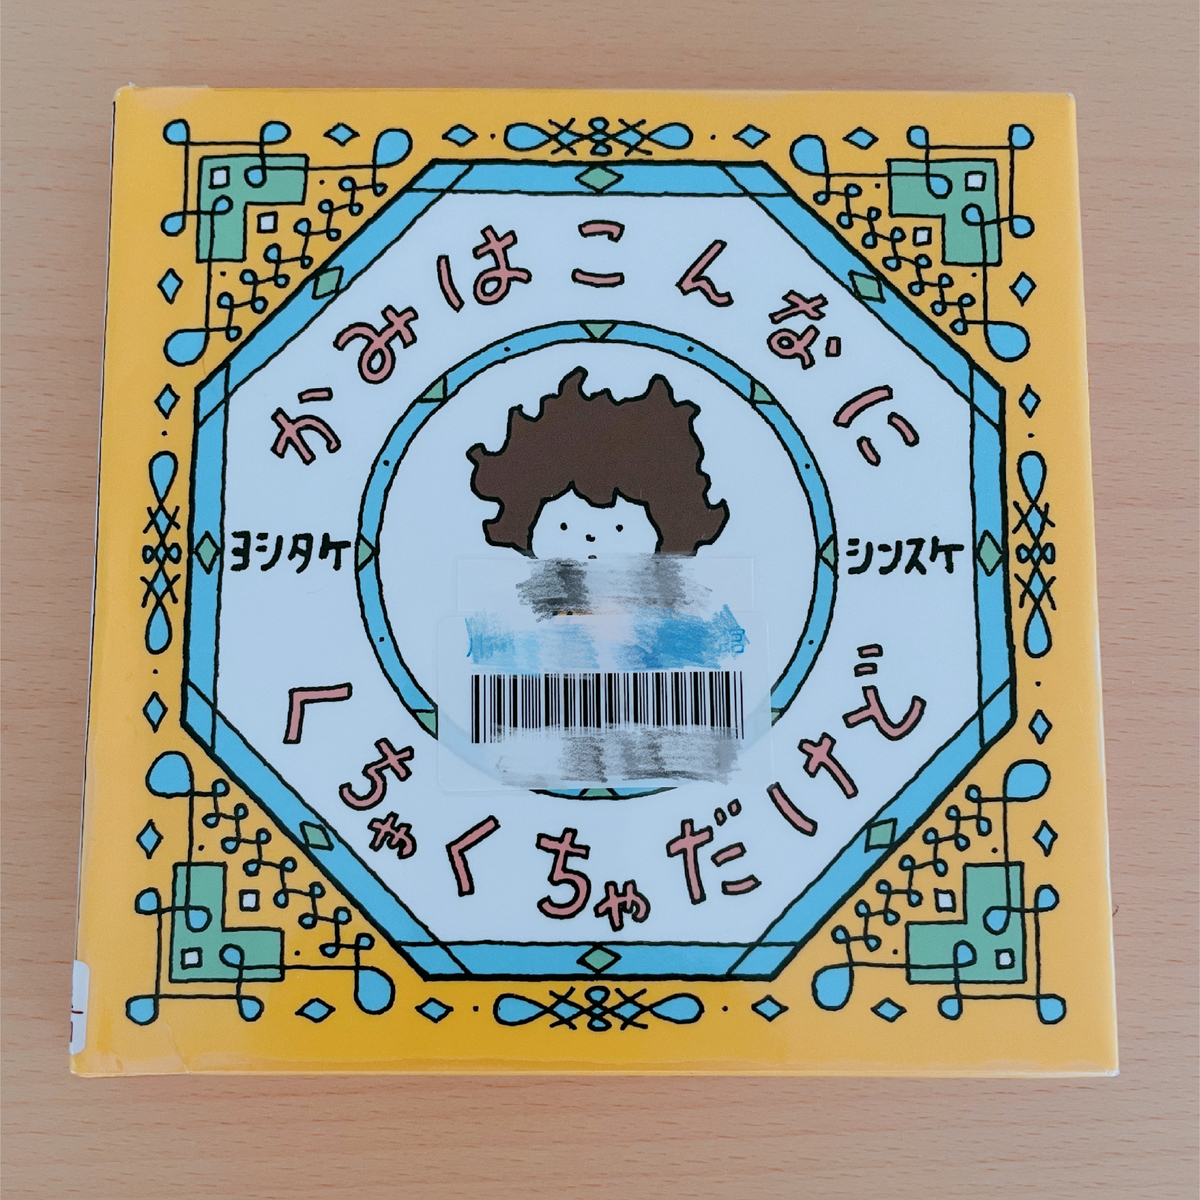 かみはこんなに
ヨシタケ
シンスケ
くちゃくちゃだけど